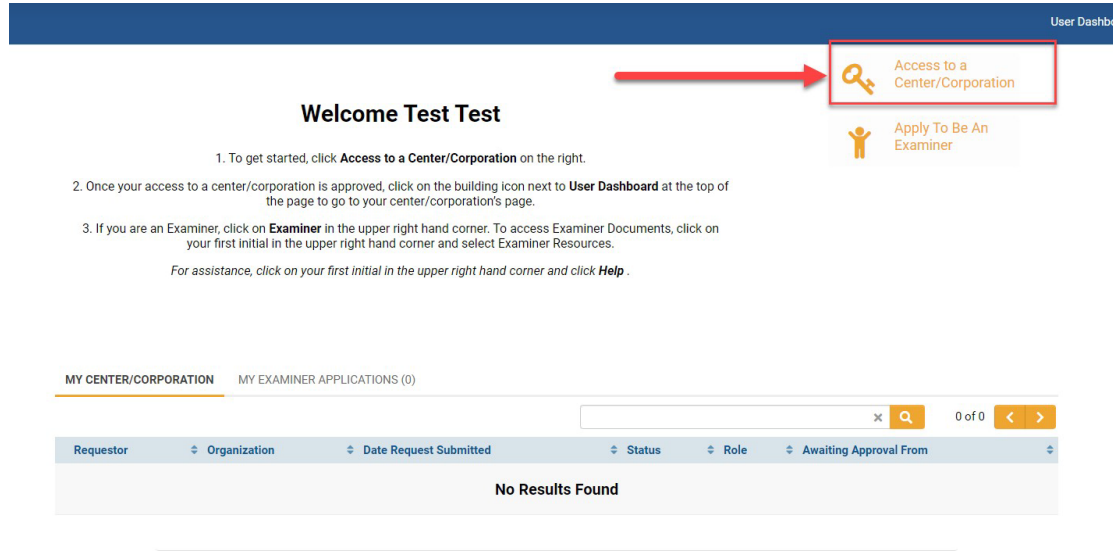 User Dashbo
Access to a
Center/Corporation
Apply To Be An
Examiner
Welcome Test Test
1. To get started, click Access to a Center/Corporation on the right.
2. Once your access to a center/corporation is approved, click on the building icon next to User Dashboard at the top of
the page to go to your center/corporation's page.
3. If you are an Examiner, click on Examiner in the upper right hand corner. To access Examiner Documents, click on
your first initial in the upper right hand corner and select Examiner Resources.
For assistance, click on your first initial in the upper right hand corner and click Help .
MY CENTER/CORPORATION MY EXAMINER APPLICATIONS (0)
0 of 0
Requestor Organization Date Request Submitted Status Role Awaiting Approval From
No Results Found